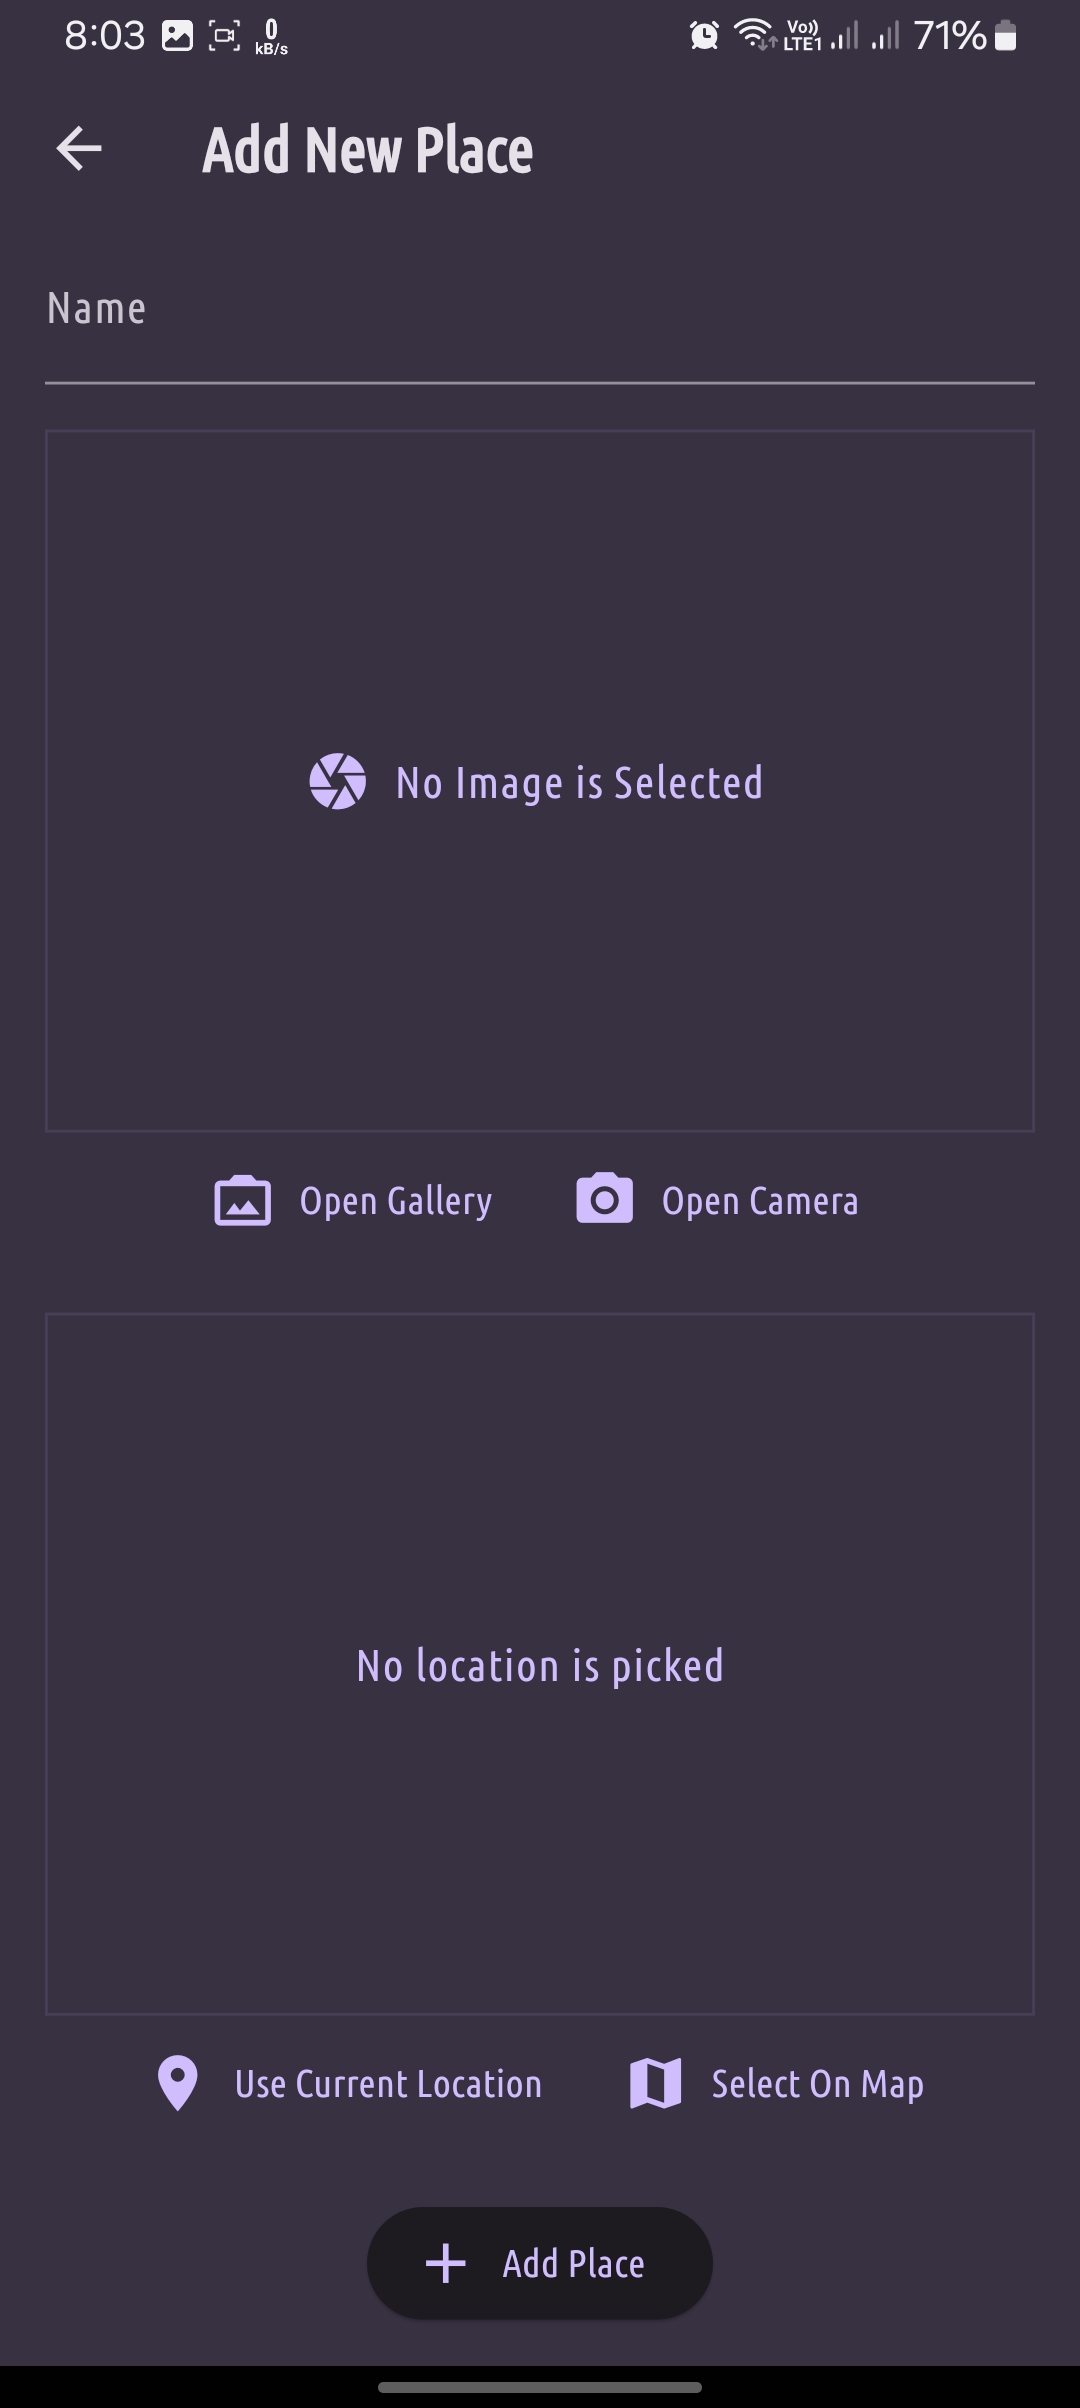 8:03 0 kB/s Vo)) LTE1 71%
Add New Place
Name
No Image is Selected
Open Gallery Open Camera
No location is picked
Use Current Location Select On Map
Add Place